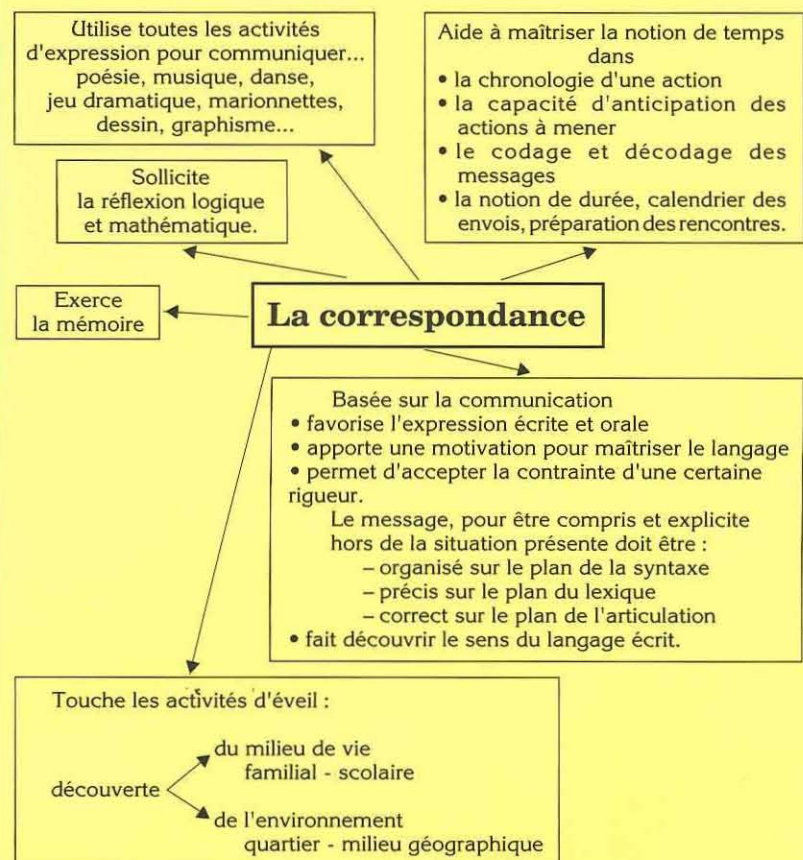 Utilise toutes les activités
d'expression pour communiquer...
poésie, musique, danse,
jeu dramatique, marionnettes,
dessin, graphisme...
Aide à maîtriser la notion de temps
dans
• la chronologie d'une action
• la capacité d'anticipation des
actions à mener
• le codage et décodage des
messages
• la notion de durée, calendrier des
envois, préparation des rencontres.
Sollicite
la réflexion logique
et mathématique.
Exerce
la mémoire
La correspondance
Basée sur la communication
• favorise l'expression écrite et orale
• apporte une motivation pour maîtriser le langage
• permet d'accepter la contrainte d'une certaine
rigueur.
Le message, pour être compris et explicite
hors de la situation présente doit être :
– organisé sur le plan de la syntaxe
– précis sur le plan du lexique
– correct sur le plan de l'articulation
• fait découvrir le sens du langage écrit.
Touche les activités d'éveil :
du milieu de vie
familial - scolaire
découverte
de l'environnement
quartier - milieu géographique